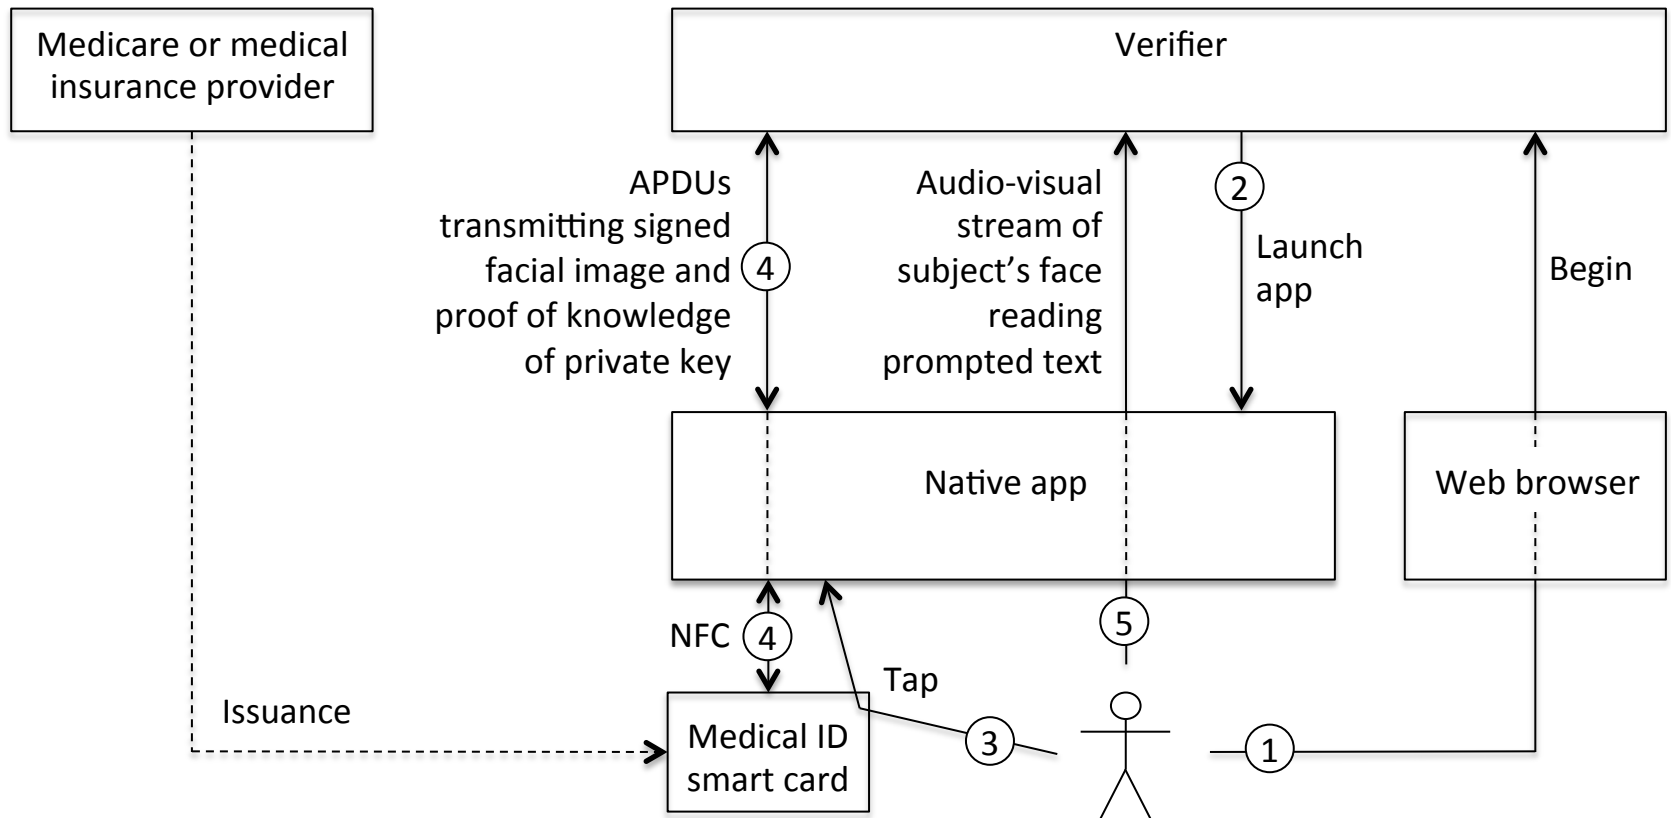 Medicare or medical
insurance provider
Verifier
APDUs
transmitting signed
facial image and
proof of knowledge
of private key
4
Audio-visual
stream of
subject’s face
reading
prompted text
2
Launch
app
Begin
Native app
Web browser
NFC
4
5
Tap
Issuance
Medical ID
smart card
3
1